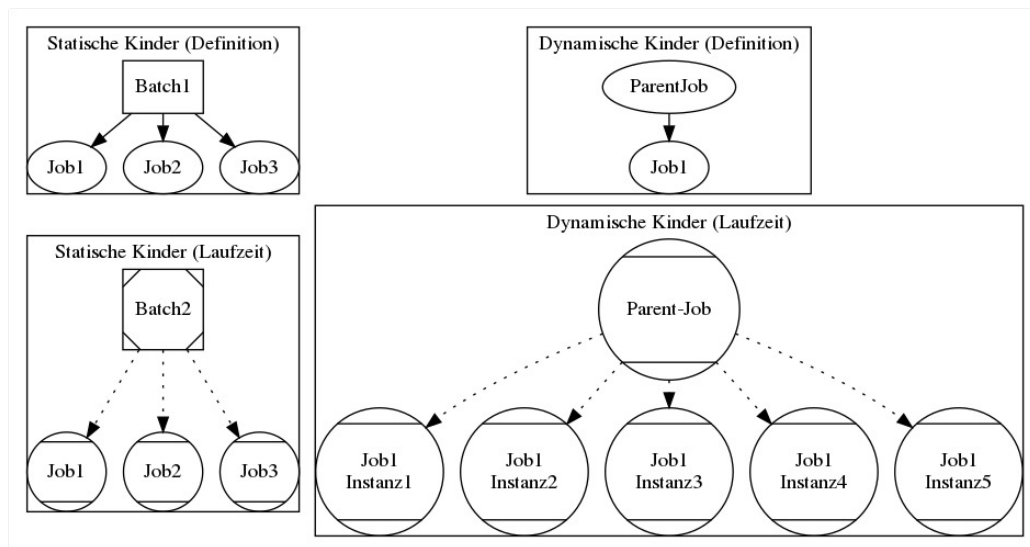 Statische Kinder (Definition)
Batch1
Job1
Job2
Job3
Dynamische Kinder (Definition)
ParentJob
Job1
Statische Kinder (Laufzeit)
Batch2
Job1
Job2
Job3
Dynamische Kinder (Laufzeit)
Parent-Job
Job1
Instanz1
Job1
Instanz2
Job1
Instanz3
Job1
Instanz4
Job1
Instanz5